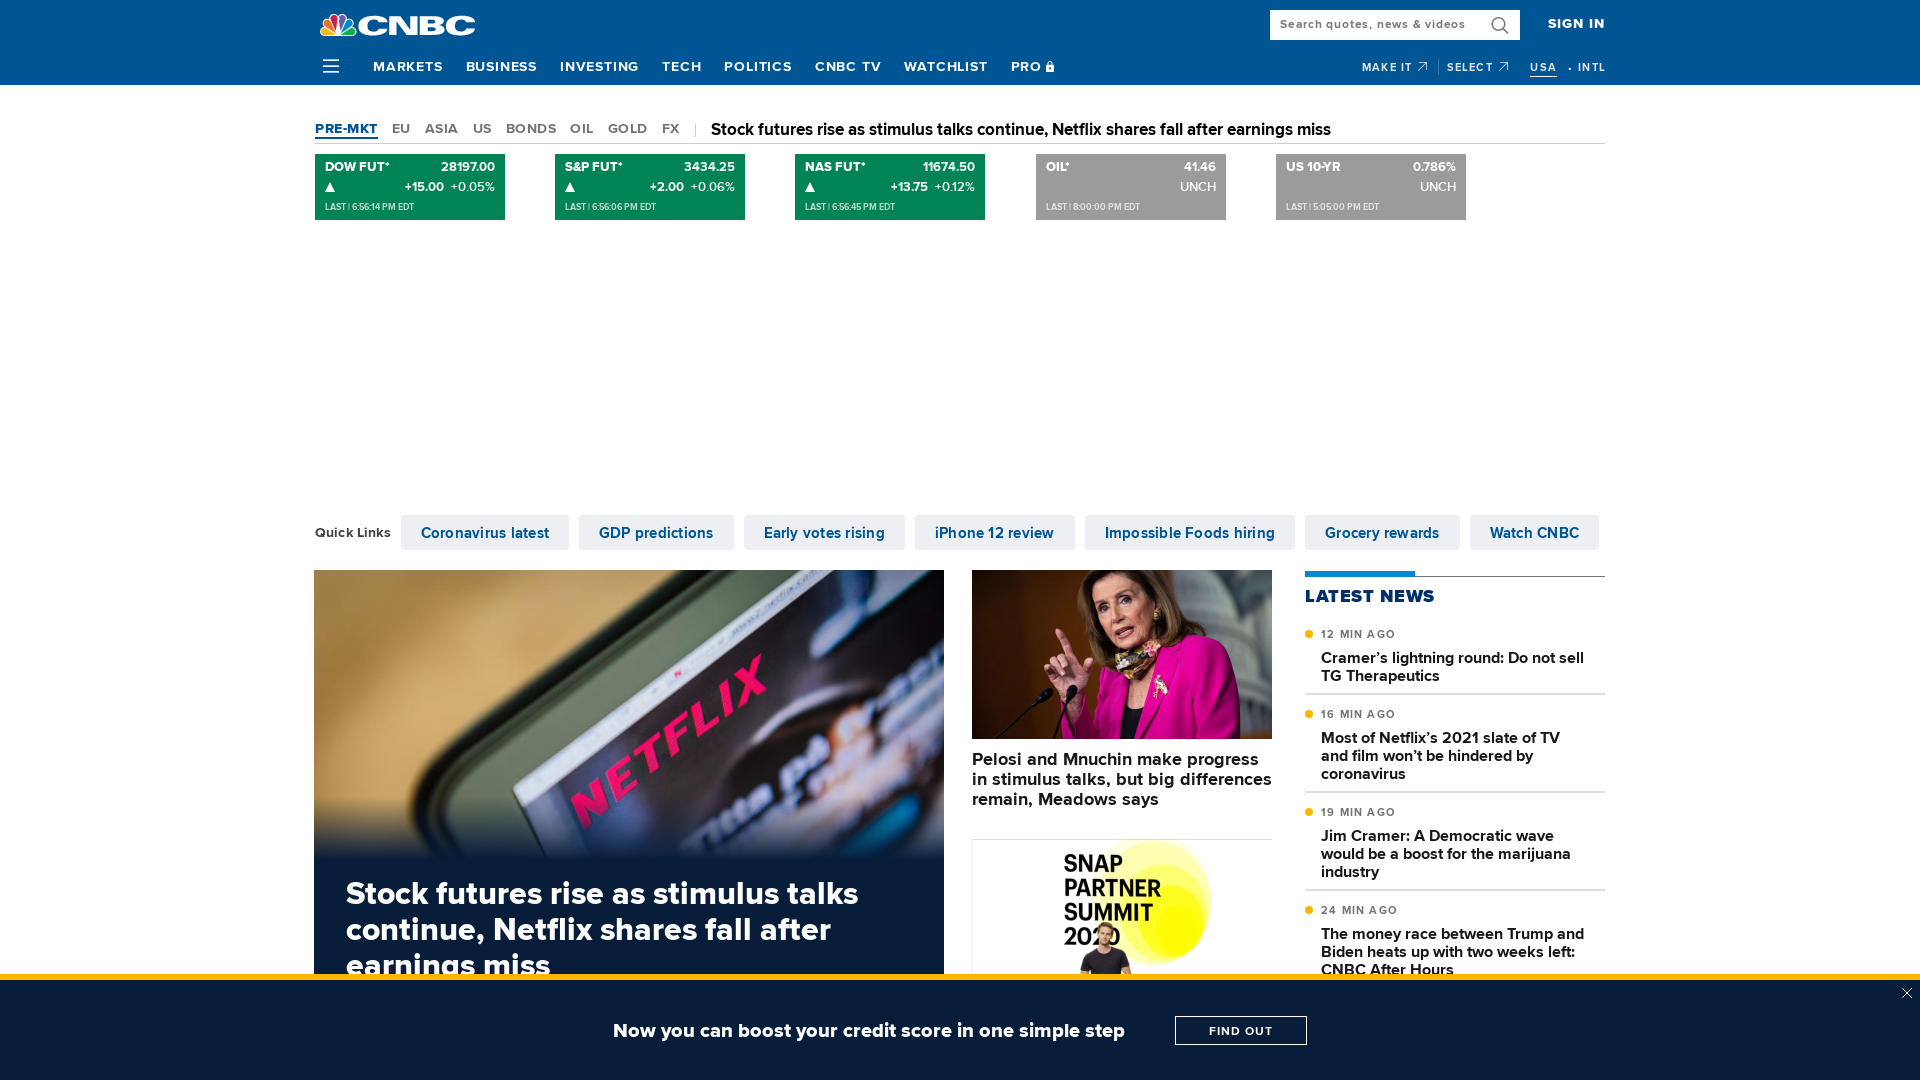 CNBC
Search quotes, news & videos
SIGN IN
MARKETS BUSINESS INVESTING TECH POLITICS CNBC TV WATCHLIST PRO
MAKE IT SELECT USA • INTL
PRE-MKT EU ASIA US BONDS OIL GOLD FX
Stock futures rise as stimulus talks continue, Netflix shares fall after earnings miss
DOW FUT* 28197.00
+15.00 +0.05%
LAST | 6:56:14 PM EDT
S&P FUT* 3434.25
+2.00 +0.06%
LAST | 6:56:06 PM EDT
NAS FUT* 11674.50
+13.75 +0.12%
LAST | 6:56:45 PM EDT
OIL* 41.46
UNCH
LAST | 8:00:00 PM EDT
US 10-YR 0.786%
UNCH
LAST | 5:05:00 PM EDT
Quick Links Coronavirus latest GDP predictions Early votes rising iPhone 12 review Impossible Foods hiring Grocery rewards Watch CNBC
NETFLIX
Stock futures rise as stimulus talks
continue, Netflix shares fall after
earnings miss
Pelosi and Mnuchin make progress
in stimulus talks, but big differences
remain, Meadows says
SNAP
PARTNER
SUMMIT
2020
LATEST NEWS
12 MIN AGO
Cramer’s lightning round: Do not sell
TG Therapeutics
16 MIN AGO
Most of Netflix’s 2021 slate of TV
and film won’t be hindered by
coronavirus
19 MIN AGO
Jim Cramer: A Democratic wave
would be a boost for the marijuana
industry
24 MIN AGO
The money race between Trump and
Biden heats up with two weeks left:
CNBC After Hours
Now you can boost your credit score in one simple step
FIND OUT